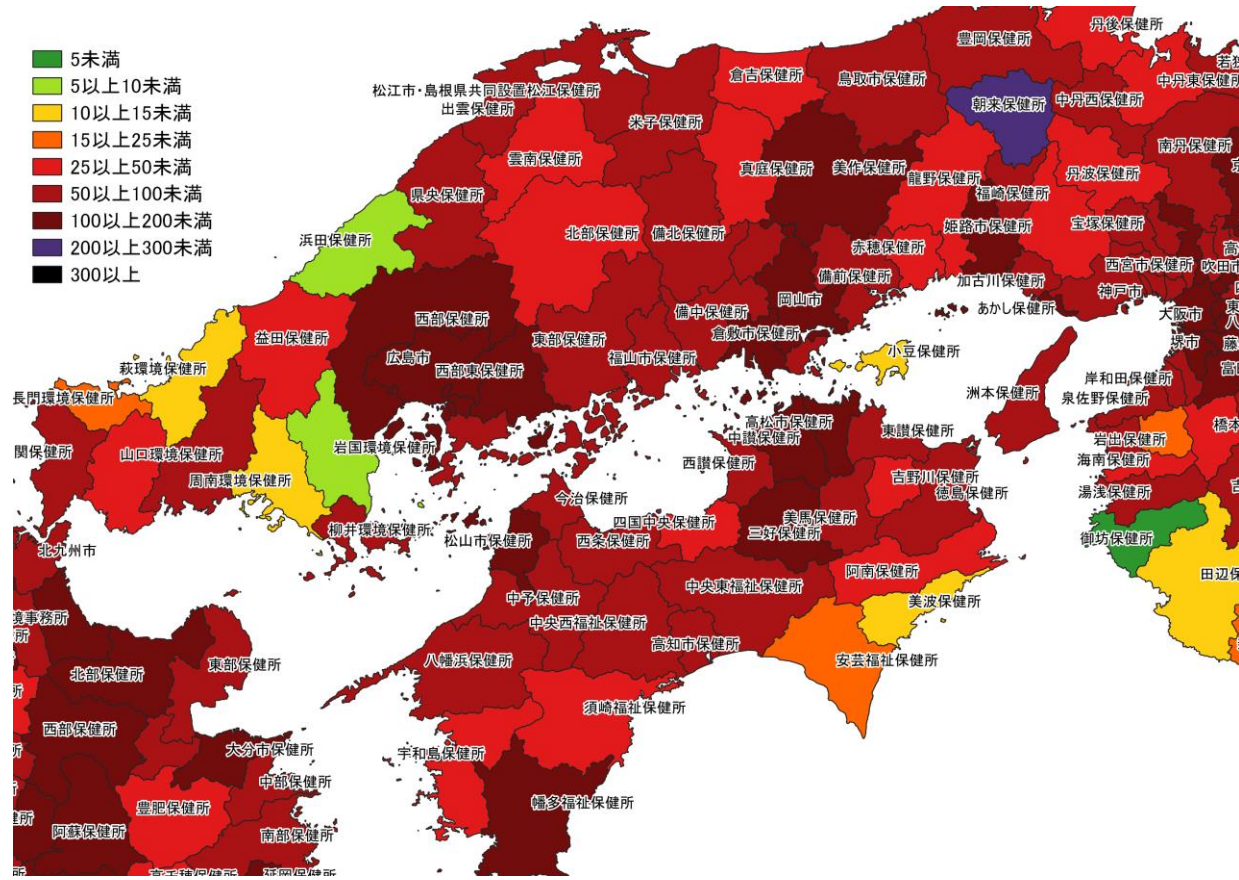 5未満
5以上10未満
10以上15未満
15以上25未満
25以上50未満
50以上100未満
100以上200未満
200以上300未満
300以上
丹後保健所
豊岡保健所
若狭
中丹東保健所
倉吉保健所
鳥取市保健所
松江市・島根県共同設置松江保健所
出雲保健所
朝来保健所
中丹西保健所
米子保健所
南丹保健所
雲南保健所
真庭保健所
美作保健所
龍野保健所
丹波保健所
県央保健所
福崎保健所
姫路市保健所
宝塚保健所
浜田保健所
北部保健所
備北保健所
赤穂保健所
西宮市保健所
吹田市
備前保健所
加古川保健所
神戸市
岡山市
あかし保健所
大阪市
西部保健所
備中保健所
倉敷市保健所
益田保健所
東部保健所
堺市
広島市
福山市保健所
小豆保健所
萩環境保健所
西部東保健所
岸和田保健所
洲本保健所
泉佐野保健所
長門環境保健所
高松市保健所
中讃保健所
東讃保健所
岩国環境保健所
岩出保健所
山口環境保健所
西讃保健所
海南保健所
周南環境保健所
吉野川保健所
徳島保健所
湯浅保健所
今治保健所
四国中央保健所
美馬保健所
柳井環境保健所
松山市保健所
西条保健所
三好保健所
御坊保健所
北九州市
阿南保健所
中央東福祉保健所
中予保健所
美波保健所
中央西福祉保健所
高知市保健所
東部保健所
八幡浜保健所
安芸福祉保健所
北部保健所
須崎福祉保健所
西部保健所
大分市保健所
宇和島保健所
中部保健所
豊肥保健所
幡多福祉保健所
阿蘇保健所
南部保健所
高千穂保健所
延岡保健所